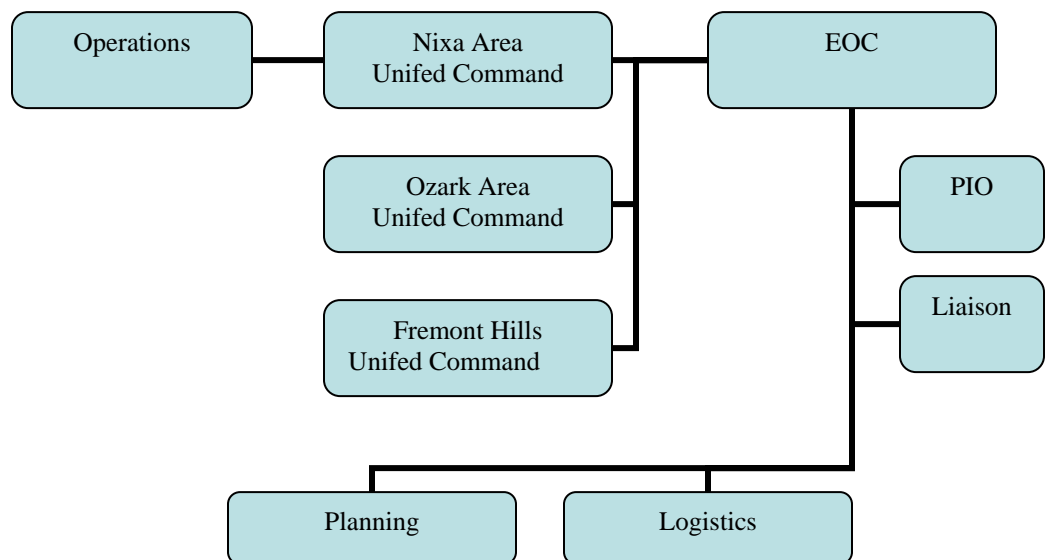 Operations
Nixa Area
Unifed Command
EOC
Ozark Area
Unifed Command
PIO
Fremont Hills
Unifed Command
Liaison
Planning
Logistics